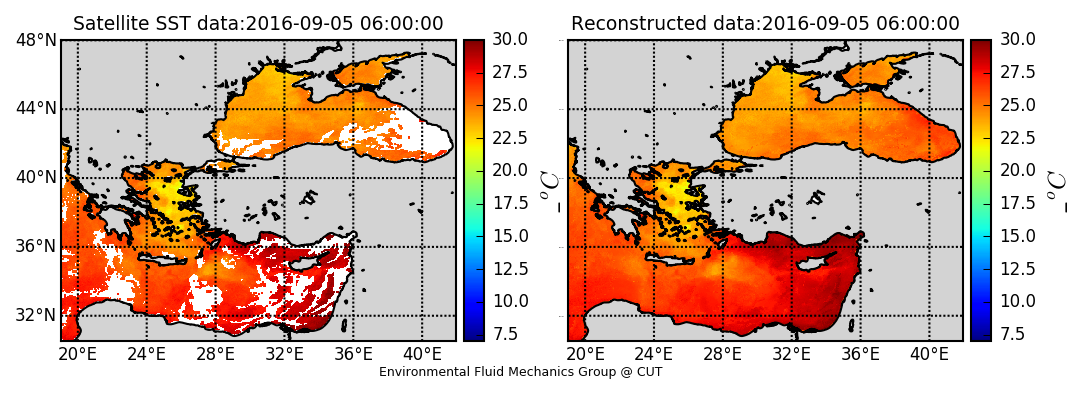 Satellite SST data:2016-09-05 06:00:00
48°N
44°N
40°N
36°N
32°N
20°E 24°E 28°E 32°E 36°E 40°E
30.0
27.5
25.0
22.5
20.0
17.5
15.0
12.5
10.0
7.5
_°C
Reconstructed data:2016-09-05 06:00:00
20°E 24°E 28°E 32°E 36°E 40°E
30.0
27.5
25.0
22.5
20.0
17.5
15.0
12.5
10.0
7.5
_°C
Environmental Fluid Mechanics Group @ CUT